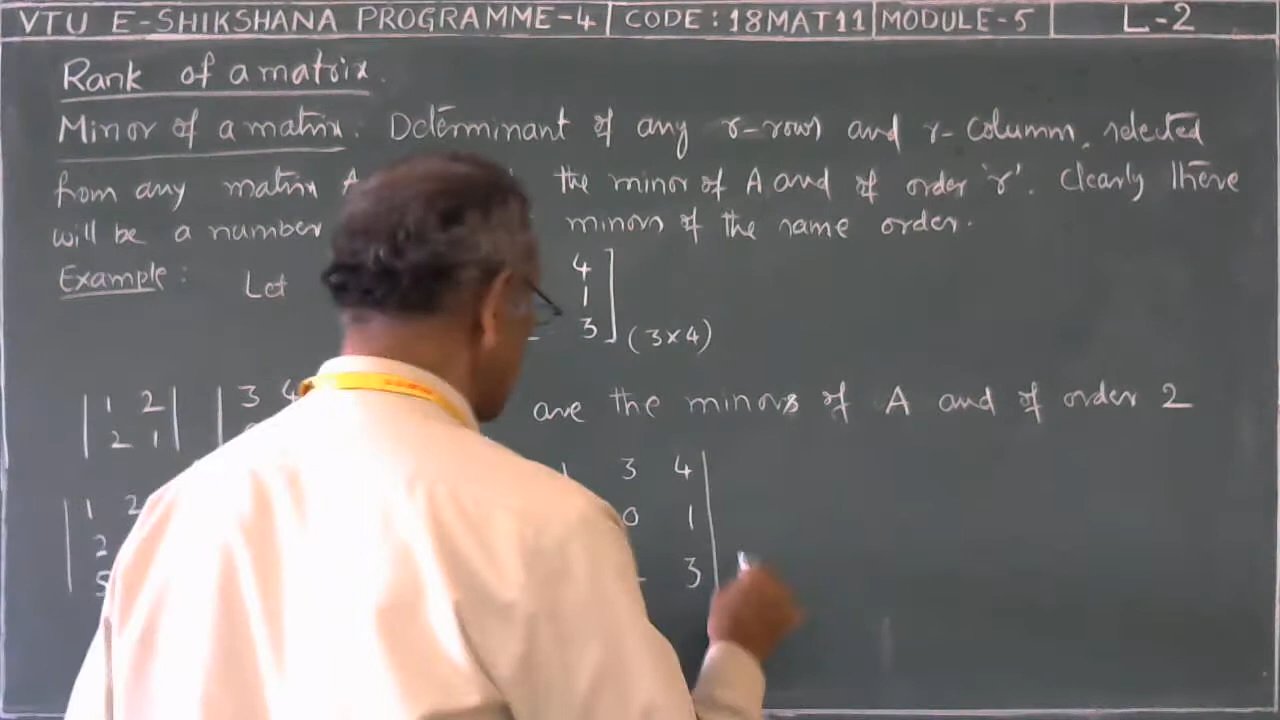 VTU E-SHIKSHANA PROGRAMME-4 CODE: 18MAT11 MODULE-5 L-2
Rank of a matrix.
Minor of a matrix. Determinant of any r-rows and r-column selected
from any matrix A the minor of A and of order 'r'. Clearly there
will be a number minors of the same order.
Example: Let
4
1
3 (3×4)
1 2 3 4 are the minors of A and of order 2
2 1
1 3 4
1 2 0 1
2 3
5